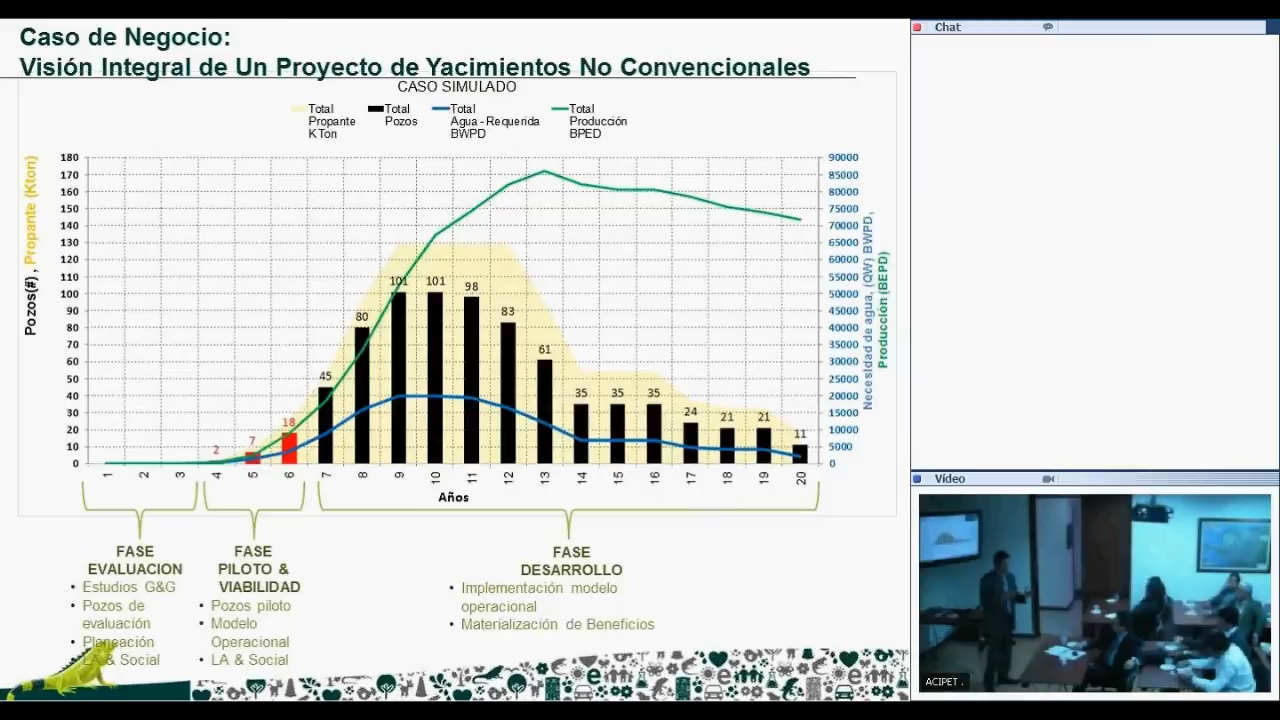 Caso de Negocio:
Visión Integral de Un Proyecto de Yacimientos No Convencionales
CASO SIMULADO
Total Propante KTon
Total Pozos
Total Agua - Requerida BWPD
Total Producción BPED
Pozos(#) , Propante (Kton)
180
170
160
150
140
130
120
110
100
90
80
70
60
50
40
30
20
10
0
90000
85000
80000
75000
70000
65000
60000
55000
50000
45000
40000
35000
30000
25000
20000
15000
10000
5000
0
Necesidad de agua, (QW) BWPD,
Producción (BEPD)
2
7
18
45
80
101
101
98
83
61
35
35
35
24
21
21
11
1 2 3 4 5 6 7 8 9 10 11 12 13 14 15 16 17 18 19 20
Años
FASE
EVALUACION
• Estudios G&G
• Pozos de
evaluación
• Planeación
LA & Social
FASE
PILOTO &
VIABILIDAD
• Pozos piloto
• Modelo
Operacional
• LA & Social
FASE
DESARROLLO
• Implementación modelo
operacional
• Materialización de Beneficios
Chat
Vídeo
ACIPET .